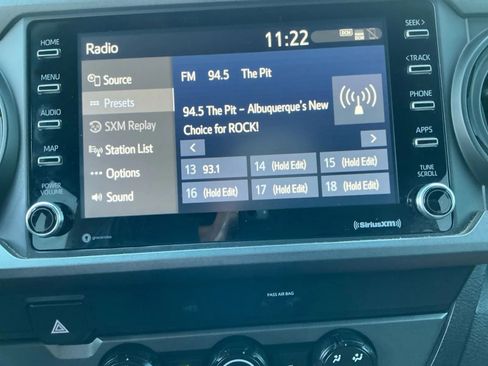 HOME
MENU
AUDIO
MAP
POWER
VOLUME
Radio
11:22
DCM
Source
Presets
SXM Replay
Station List
Options
Sound
FM 94.5 The Pit
94.5 The Pit – Albuquerque's New
Choice for ROCK!
< >
13 93.1 14 (Hold Edit) 15 (Hold Edit)
16 (Hold Edit) 17 (Hold Edit) 18 (Hold Edit)
SEEK >
< TRACK
PHONE
APPS
TUNE
SCROLL
gracenote
SiriusXM
PASS AIR BAG